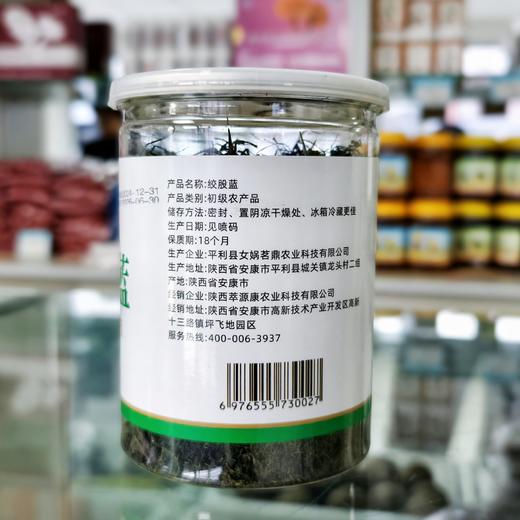 产品名称:绞股蓝
产品类别:初级农产品
储存方法:密封、置阴凉干燥处、冰箱冷藏更佳
生产日期:见喷码
保质期:18个月
生产企业:平利县女娲茗鼎农业科技有限公司
生产地址:陕西省安康市平利县城关镇龙头村二组
产地:陕西省安康市
经销企业:陕西萃源康农业科技有限公司
经销地址:陕西省安康市高新技术产业开发区高新
十三路镇坪飞地园区
服务热线:400-006-3937
6 976555 730027